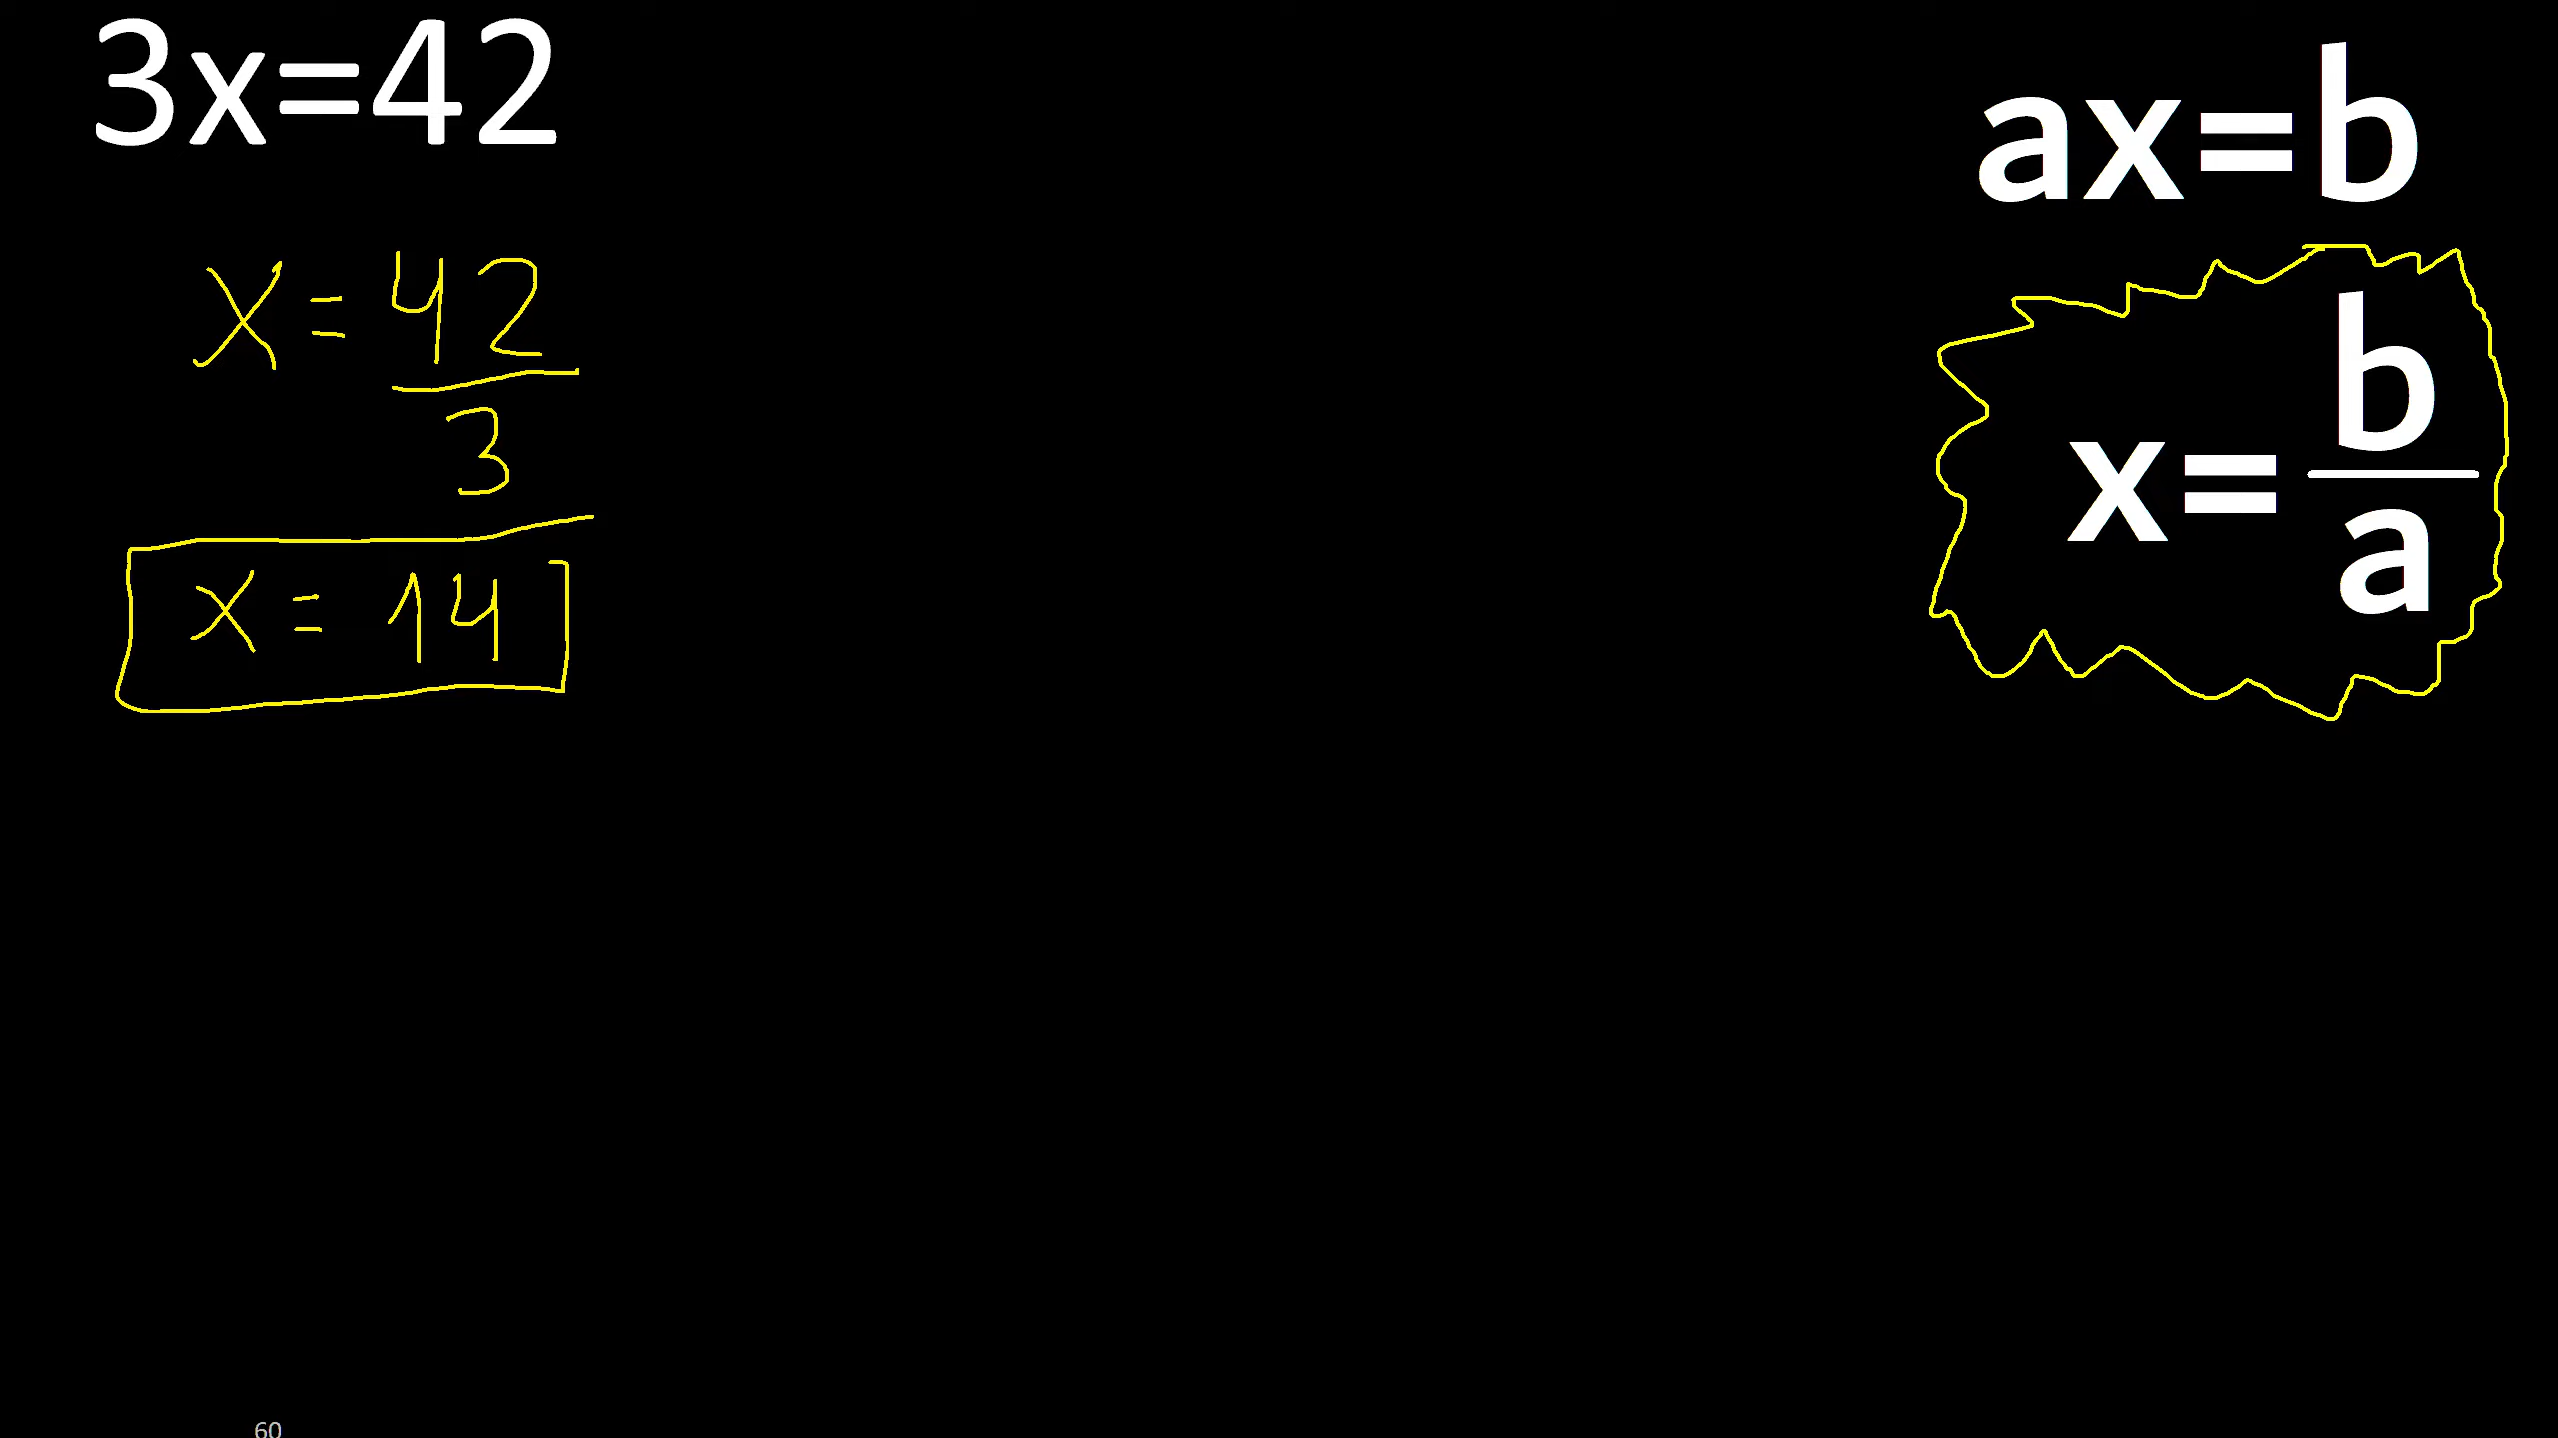 3x=42
x = 42
3
x = 14
ax=b
x= b
a
60